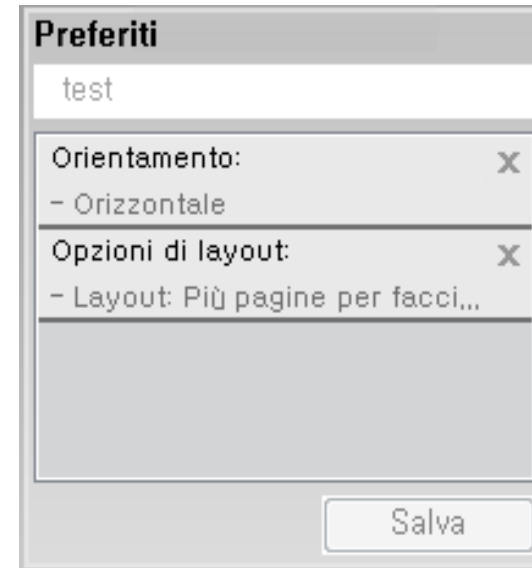 Preferiti
test
Orientamento: x
- Orizzontale
Opzioni di layout: x
- Layout: Più pagine per facci...
Salva